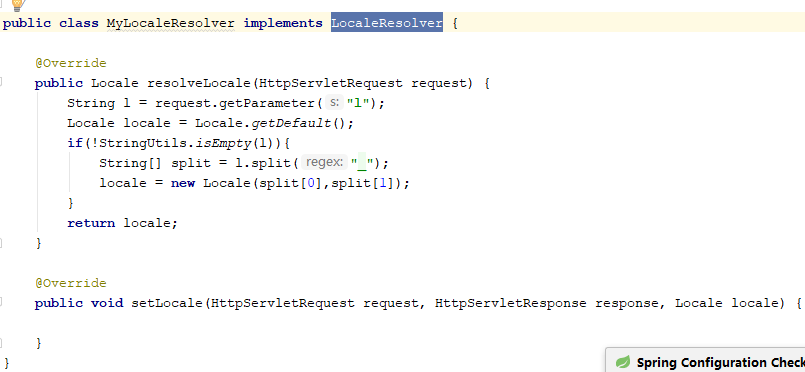 public class MyLocaleResolver implements LocaleResolver {
@Override
public Locale resolveLocale(HttpServletRequest request) {
String l = request.getParameter( s: "l");
Locale locale = Locale.getDefault();
if(!StringUtils.isEmpty(l)){
String[] split = l.split( regex: "_");
locale = new Locale(split[0],split[1]);
}
return locale;
}
@Override
public void setLocale(HttpServletRequest request, HttpServletResponse response, Locale locale) {
}
}
Spring Configuration Check